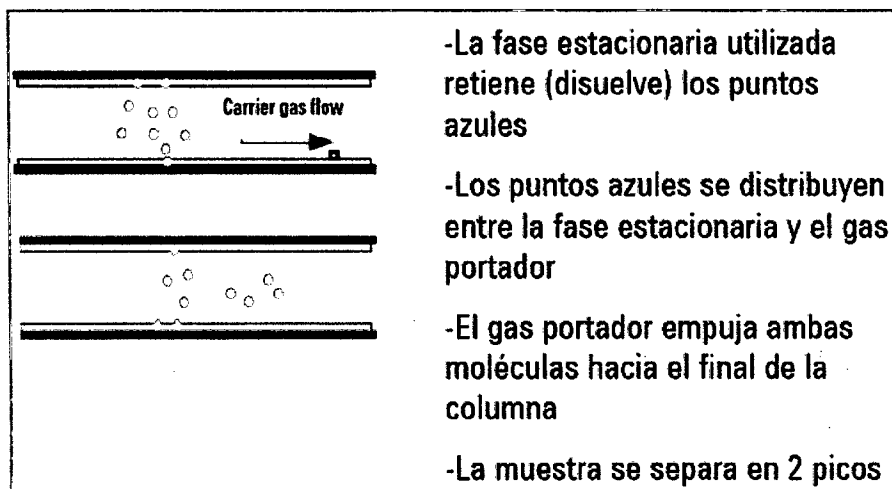 Carrier gas flow
-La fase estacionaria utilizada
retiene (disuelve) los puntos
azules
-Los puntos azules se distribuyen
entre la fase estacionaria y el gas
portador
-El gas portador empuja ambas
moléculas hacia el final de la
columna
-La muestra se separa en 2 picos